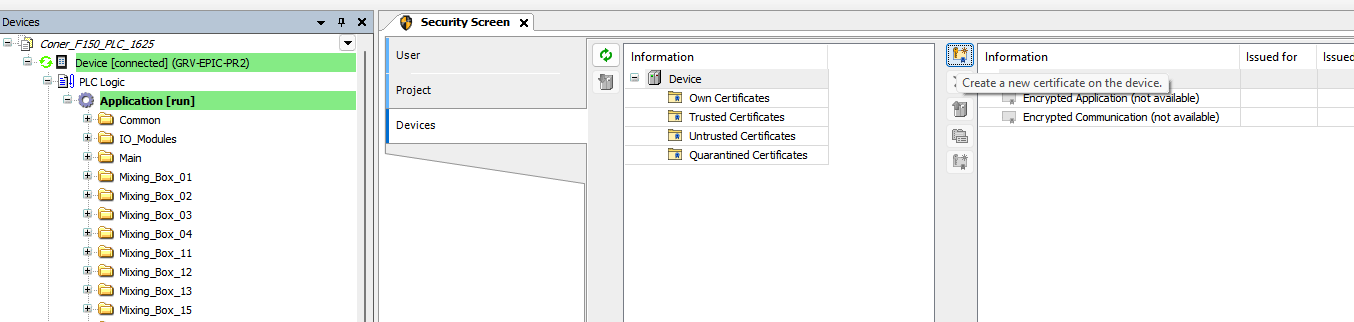 Devices
Coner_F150_PLC_1625
Device [connected] (GRV-EPIC-PR2)
PLC Logic
Application [run]
Common
IO_Modules
Main
Mixing_Box_01
Mixing_Box_02
Mixing_Box_03
Mixing_Box_04
Mixing_Box_11
Mixing_Box_12
Mixing_Box_13
Mixing_Box_15
Security Screen
User
Project
Devices
Information
Device
Own Certificates
Trusted Certificates
Untrusted Certificates
Quarantined Certificates
Information Issued for Issued
Create a new certificate on the device.
Encrypted Application (not available)
Encrypted Communication (not available)